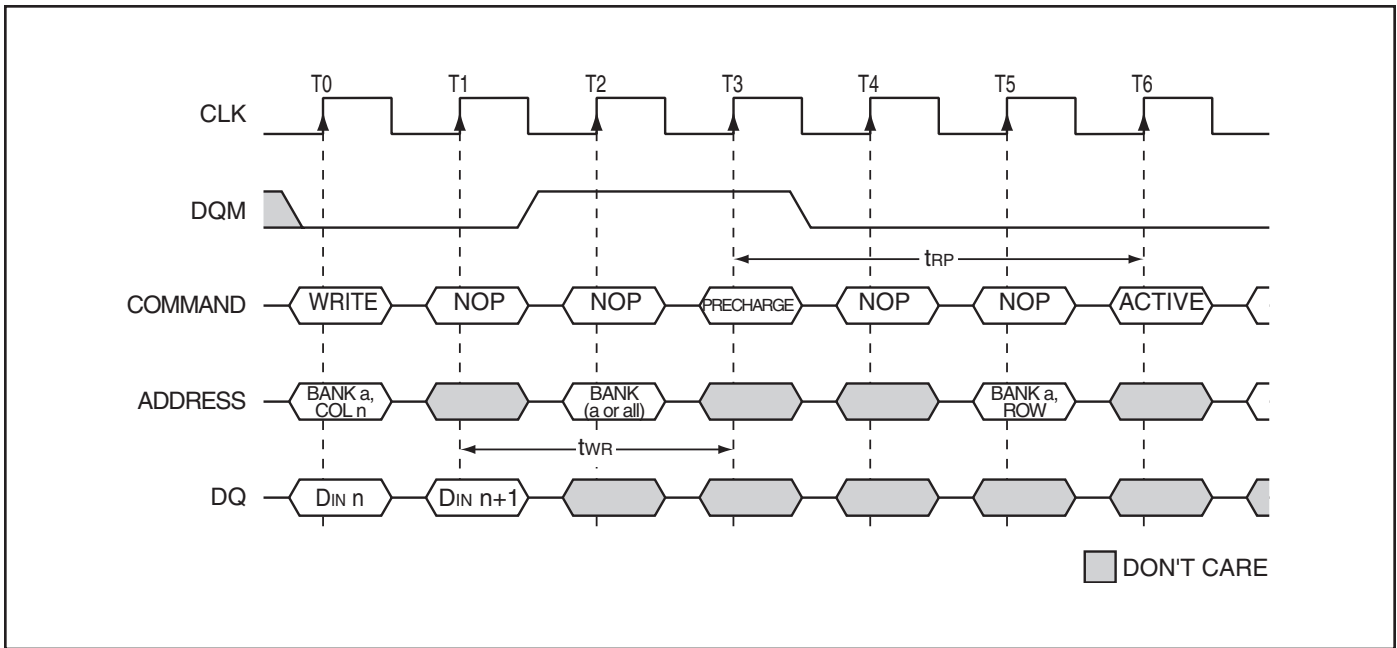 T0 T1 T2 T3 T4 T5 T6
CLK
DQM
tRP
COMMAND WRITE NOP NOP PRECHARGE NOP NOP ACTIVE
ADDRESS BANK a, COL n BANK (a or all) BANK a, ROW
tWR
DQ DIN n DIN n+1
DON'T CARE